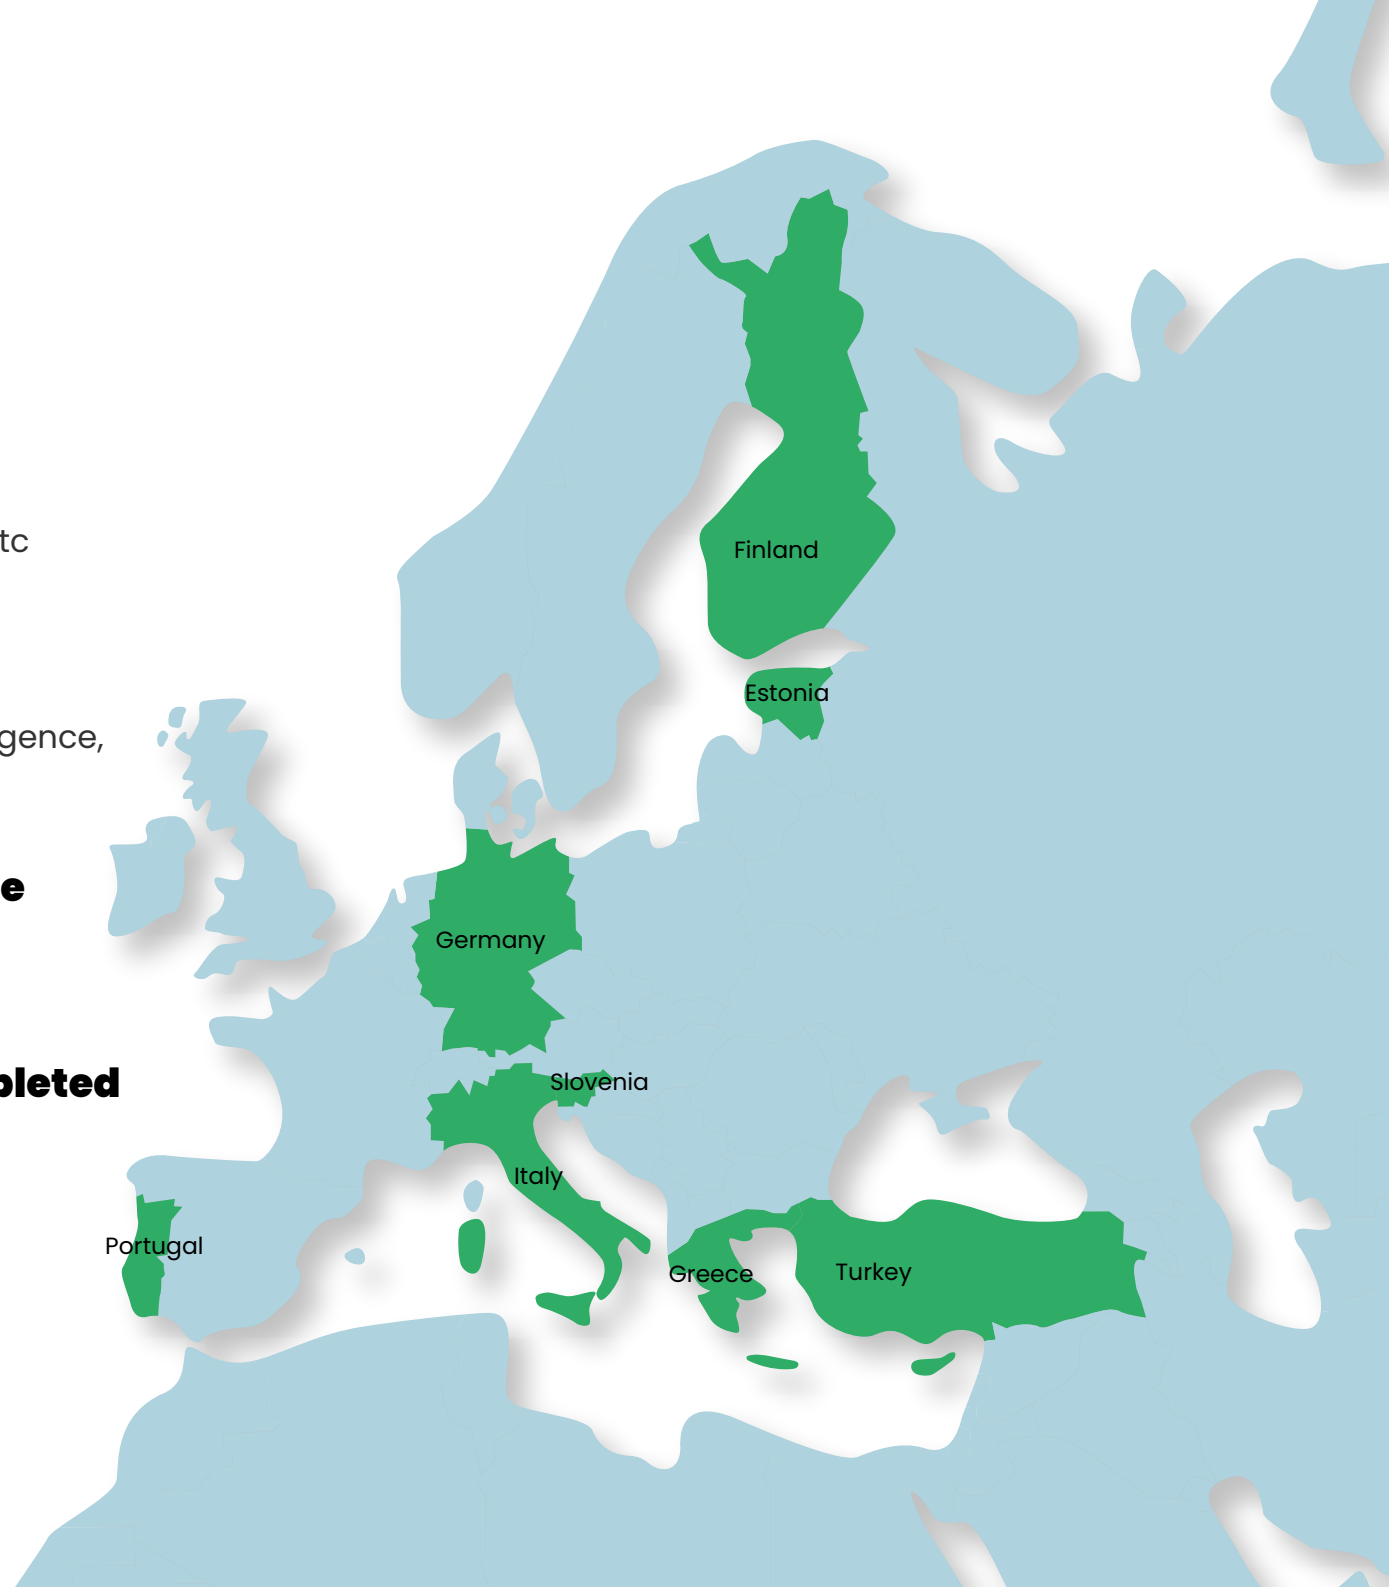 tc
Finland
Estonia
gence,
e
Germany
Slovenia
pleted
Italy
Portugal
Greece
Turkey